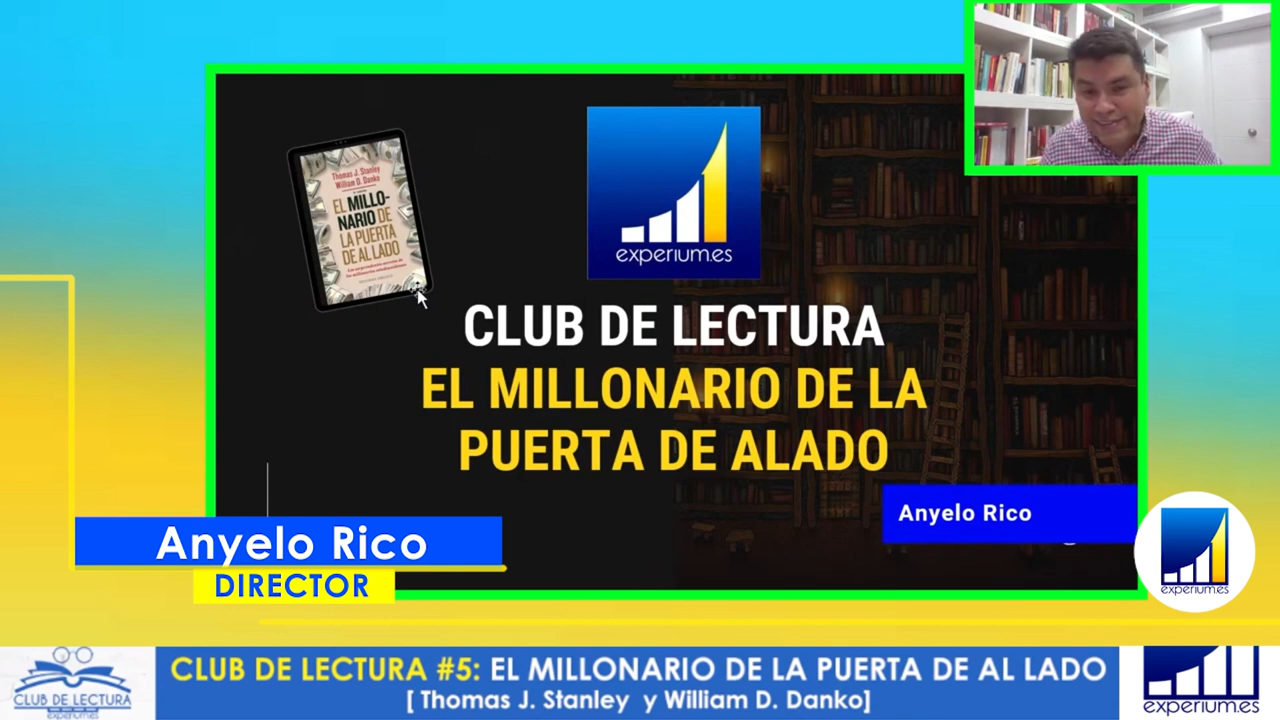 Thomas J. Stanley
William D. Danko
EL MILLO-
NARIO DE
LA PUERTA
DE AL LADO
experium.es
CLUB DE LECTURA
EL MILLONARIO DE LA
PUERTA DE ALADO
Anyelo Rico
Anyelo Rico
DIRECTOR
experium.es
CLUB DE LECTURA
experium.es
CLUB DE LECTURA #5: EL MILLONARIO DE LA PUERTA DE AL LADO
[ Thomas J. Stanley y William D. Danko]
experium.es